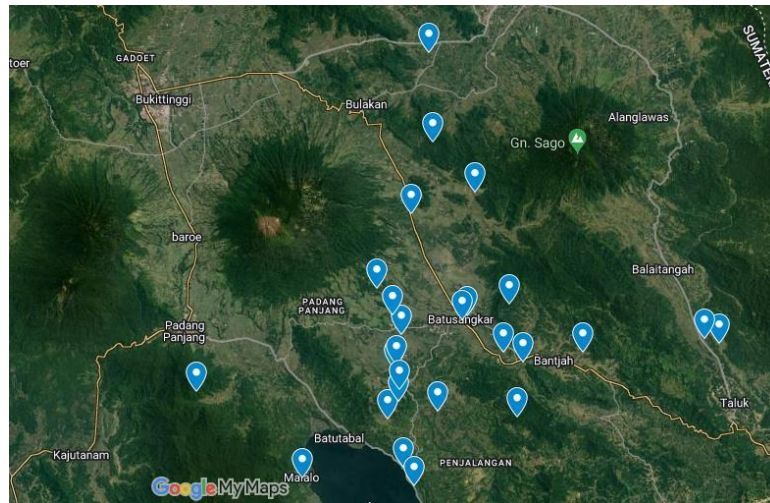 SUMATER
GADOET
toer
Bukittinggi
Bulakan
Alanglawas
Gn. Sago
baroe
Balaitangah
PADANG
PANJANG
Batusangkar
Padang
Panjang
Bantjah
Taluk
Batutabal
Kajutanam
PENJALANGAN
Malalo
Google My Maps